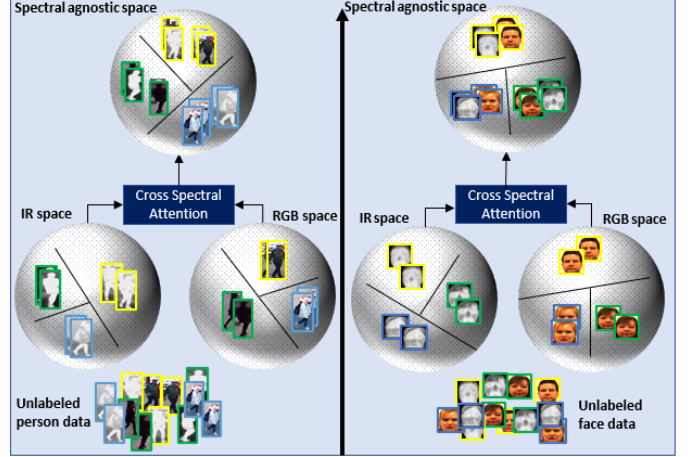 Spectral agnostic space
Cross Spectral
Attention
IR space
RGB space
Unlabeled
person data
Spectral agnostic space
Cross Spectral
Attention
IR space
RGB space
Unlabeled
face data